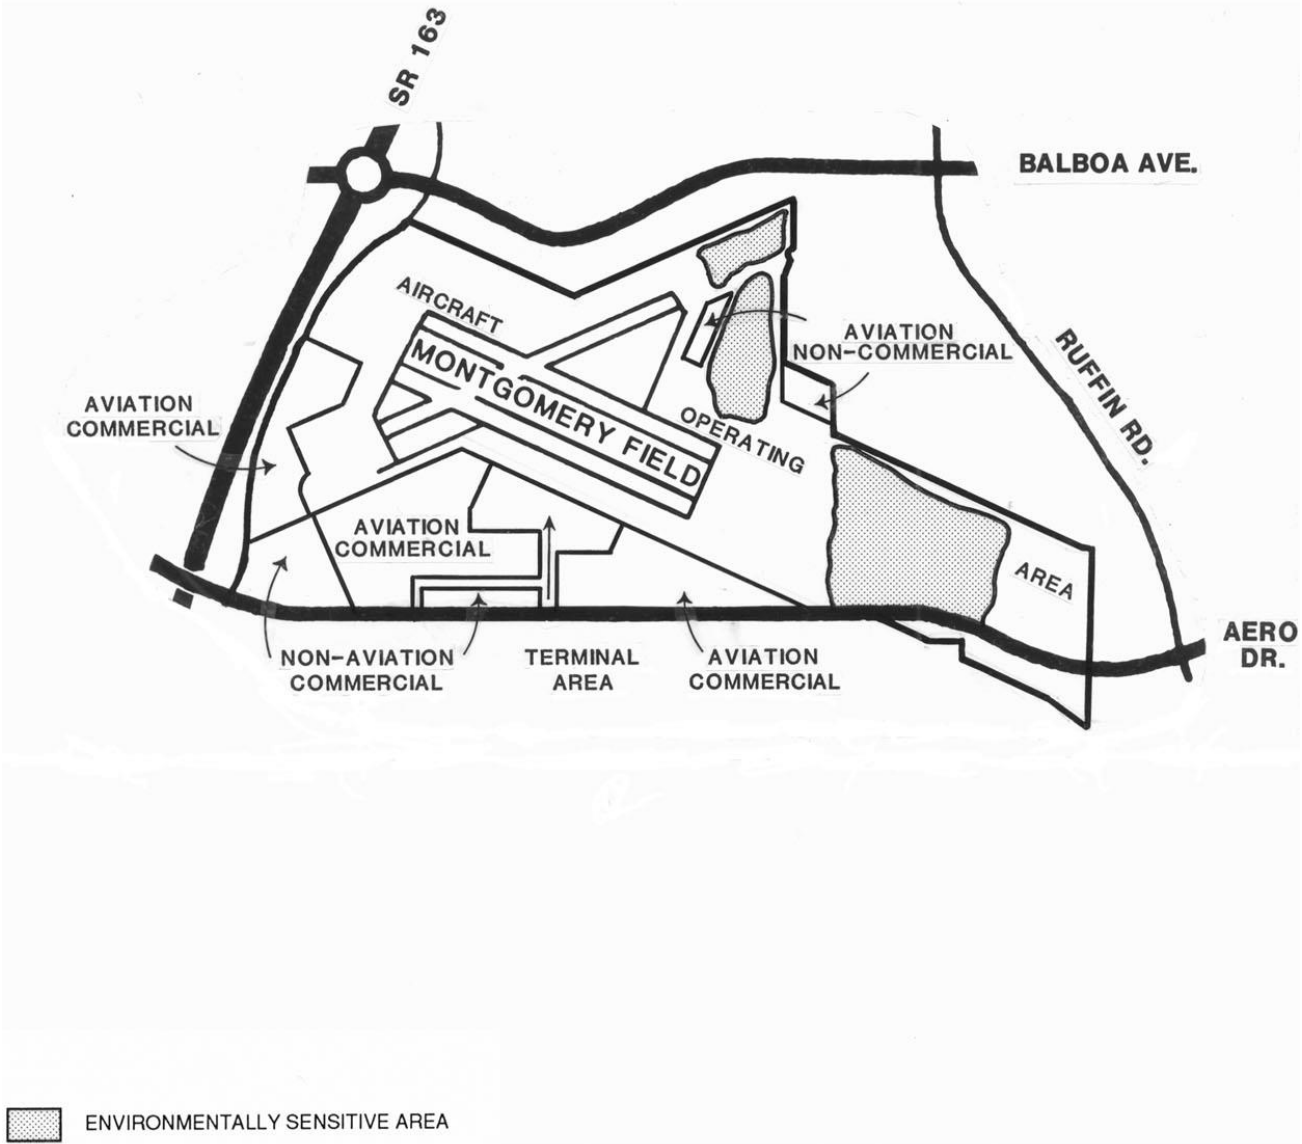 SR 163
BALBOA AVE.
AIRCRAFT
MONTGOMERY FIELD
AVIATION
NON-COMMERCIAL
RUFFIN RD.
AVIATION
COMMERCIAL
OPERATING
AVIATION
COMMERCIAL
AREA
AERO
DR.
NON-AVIATION
COMMERCIAL
TERMINAL
AREA
AVIATION
COMMERCIAL
ENVIRONMENTALLY SENSITIVE AREA